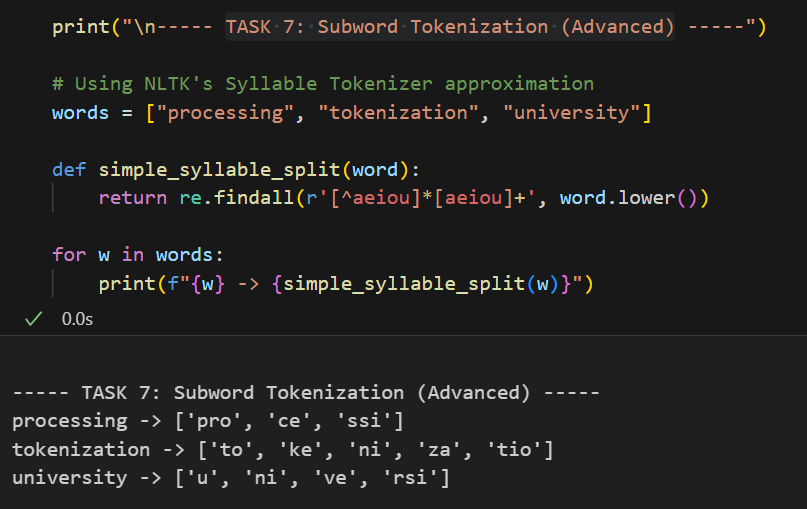 print("\n----- TASK 7: Subword Tokenization (Advanced) -----")
# Using NLTK's Syllable Tokenizer approximation
words = ["processing", "tokenization", "university"]
def simple_syllable_split(word):
    return re.findall(r'[^aeiou]*[aeiou]+', word.lower())
for w in words:
    print(f"{w} -> {simple_syllable_split(w)}")
0.0s
----- TASK 7: Subword Tokenization (Advanced) -----
processing -> ['pro', 'ce', 'ssi']
tokenization -> ['to', 'ke', 'ni', 'za', 'tio']
university -> ['u', 'ni', 've', 'rsi']